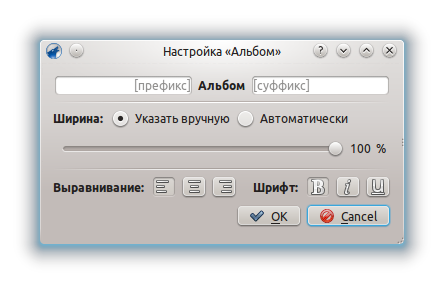 Настройка «Альбом»
[префикс] Альбом [суффикс]
Ширина: Указать вручную Автоматически
100 %
Выравнивание: Шрифт: B i U
OK Cancel